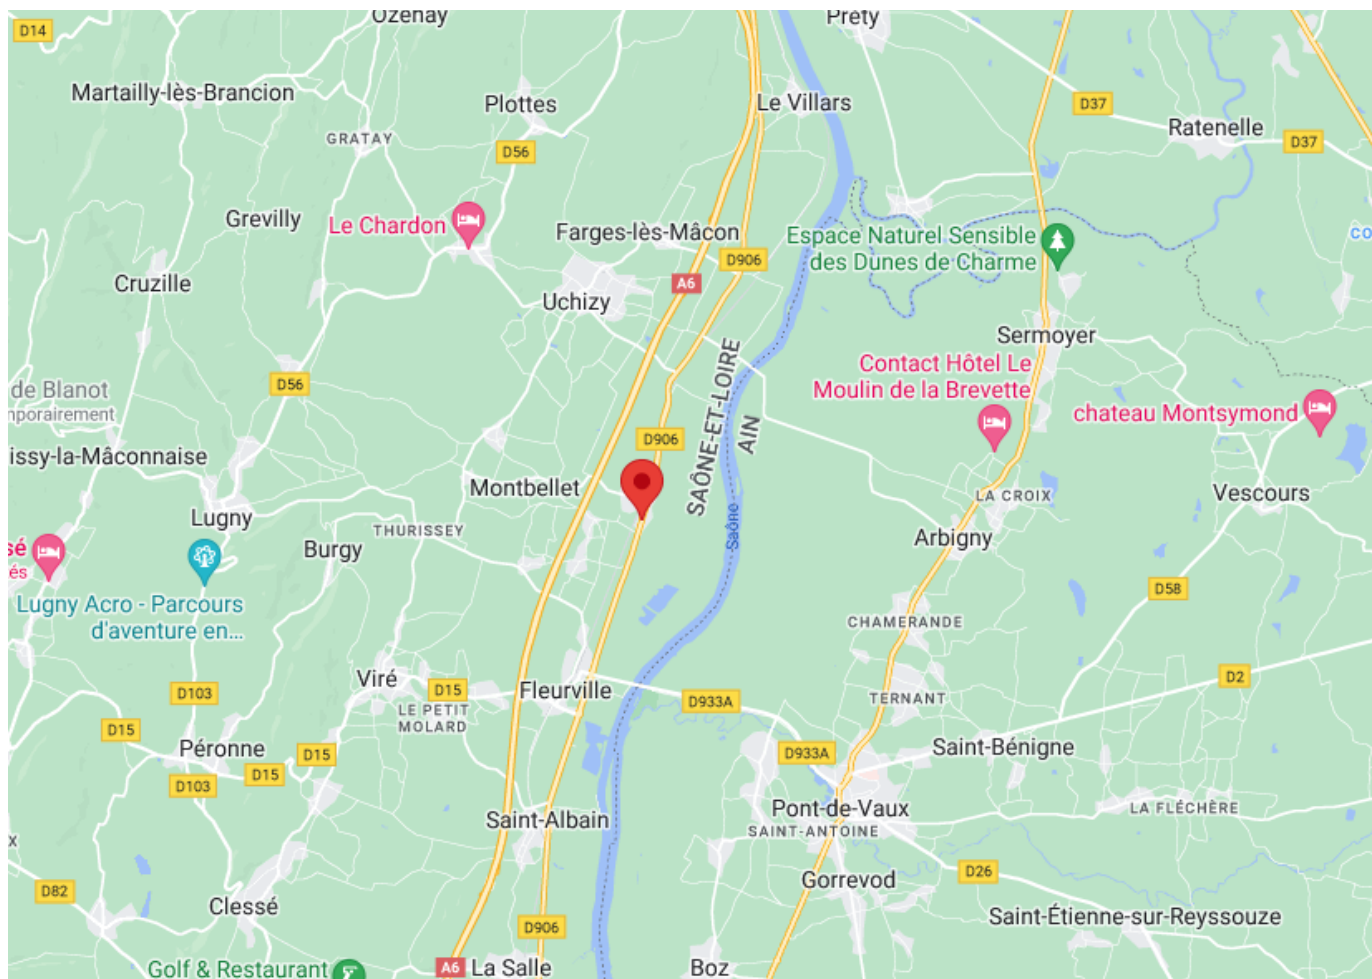 Ozenay
Préty
D14
Martailly-lès-Brancion
Plottes
Le Villars
D37
Ratenelle
D37
GRATAY
D56
Grevilly
Le Chardon
Farges-lès-Mâcon
Espace Naturel Sensible
des Dunes de Charme
co
D906
Cruzille
A6
Uchizy
Sermoyer
SAÔNE-ET-LOIRE
AIN
Contact Hôtel Le
Moulin de la Brevette
D56
de Blanot
mporairement
chateau Montsymond
D906
issy-la-Mâconnaise
Montbellet
LA CROIX
Vescours
Lugny
THURISSEY
Saône
Arbigny
Burgy
sé
és
D58
Lugny Acro - Parcours
d'aventure en...
CHAMERANDE
Viré
D15
Fleurville
D2
D103
D933A
TERNANT
LE PETIT
MOLARD
D15
Péronne
D15
D933A
Saint-Bénigne
D15
D103
Pont-de-Vaux
LA FLÉCHÈRE
Saint-Albain
SAINT-ANTOINE
x
D82
D26
Gorrevod
Clessé
D906
Saint-Étienne-sur-Reyssouze
Golf & Restaurant
A6
La Salle
Boz